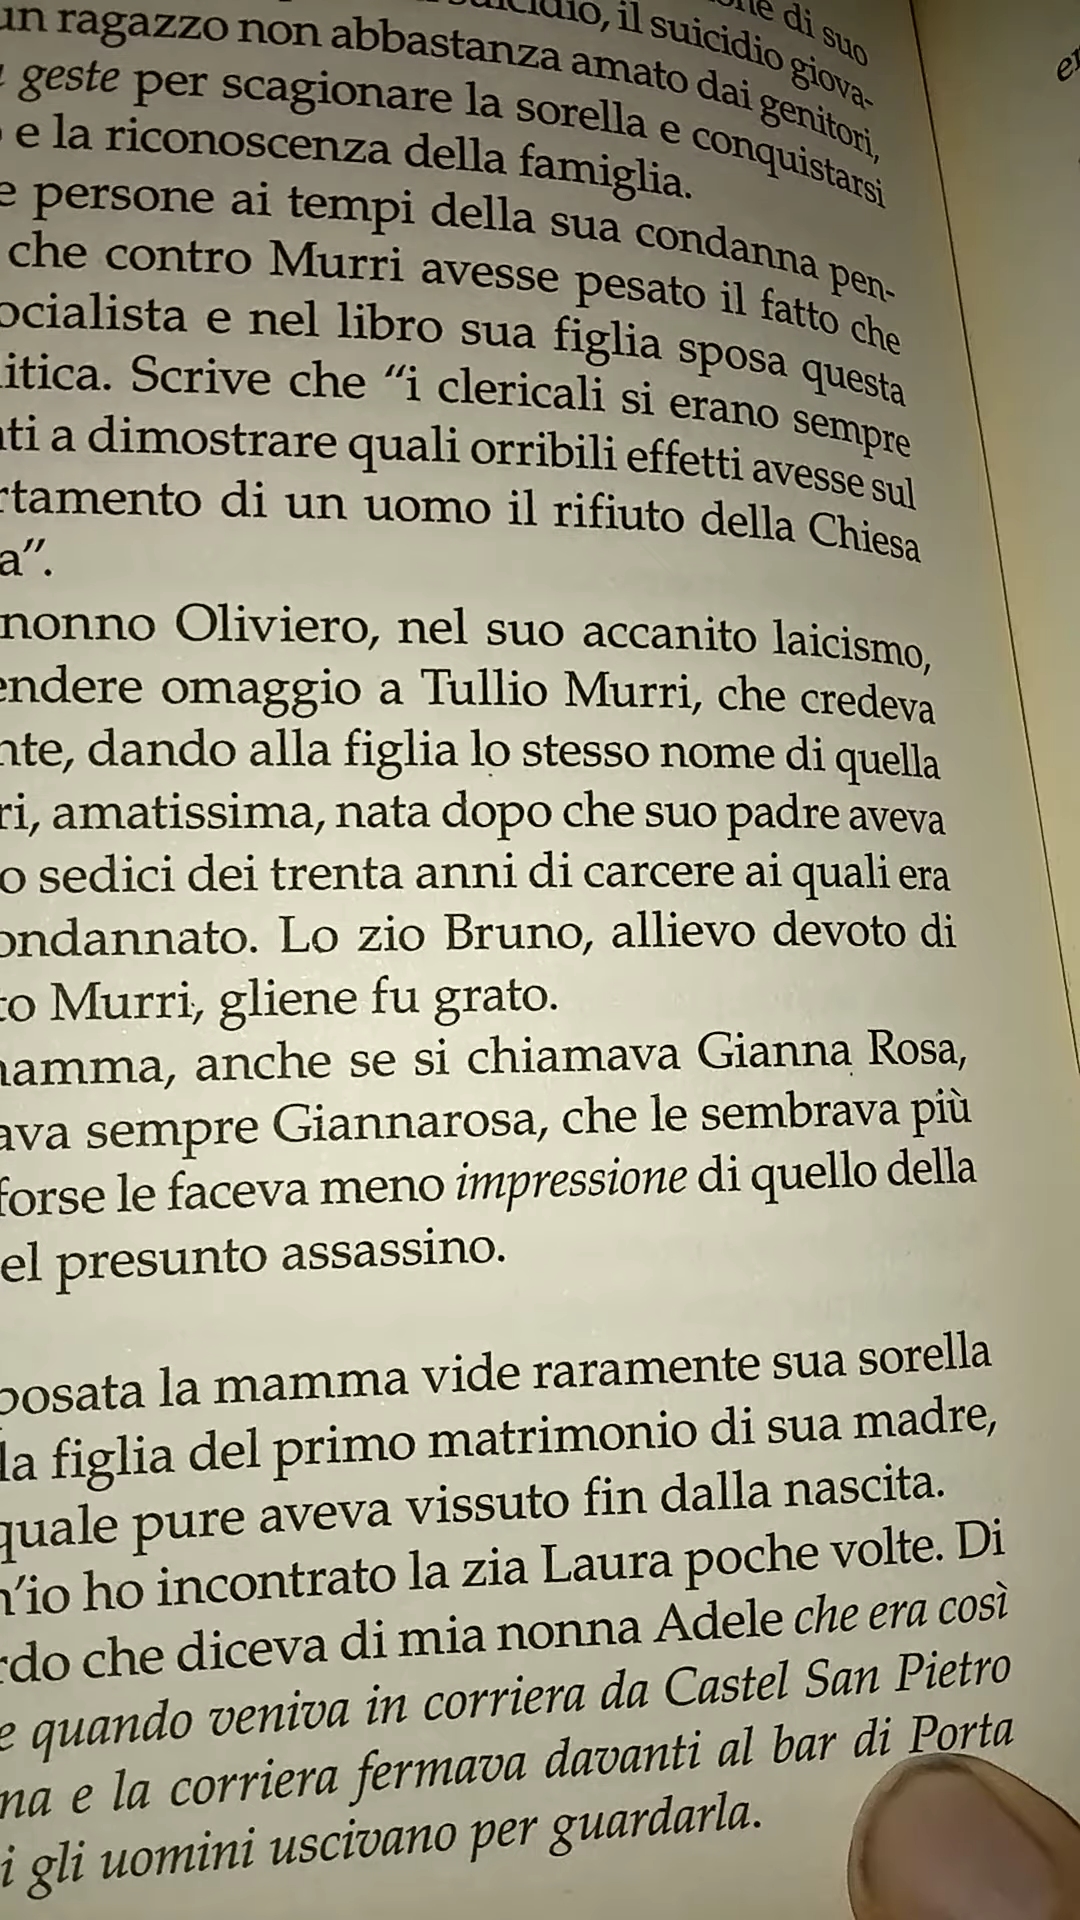 di suo
il suicidio giova-
un ragazzo non abbastanza amato dai genitori,
geste per scagionare la sorella e conquistarsi
e la riconoscenza della famiglia.
e persone ai tempi della sua condanna pen-
che contro Murri avesse pesato il fatto che
ocialista e nel libro sua figlia sposa questa
itica. Scrive che “i clericali si erano sempre
ti a dimostrare quali orribili effetti avesse sul
rtamento di un uomo il rifiuto della Chiesa
a”.
nonno Oliviero, nel suo accanito laicismo,
endere omaggio a Tullio Murri, che credeva
nte, dando alla figlia lo stesso nome di quella
ri, amatissima, nata dopo che suo padre aveva
o sedici dei trenta anni di carcere ai quali era
ondannato. Lo zio Bruno, allievo devoto di
to Murri, gliene fu grato.
amma, anche se si chiamava Gianna Rosa,
ava sempre Giannarosa, che le sembrava più
forse le faceva meno impressione di quello della
el presunto assassino.
posata la mamma vide raramente sua sorella
la figlia del primo matrimonio di sua madre,
quale pure aveva vissuto fin dalla nascita.
h’io ho incontrato la zia Laura poche volte. Di
rdo che diceva di mia nonna Adele che era così
e quando veniva in corriera da Castel San Pietro
na e la corriera fermava davanti al bar di Porta
i gli uomini uscivano per guardarla.